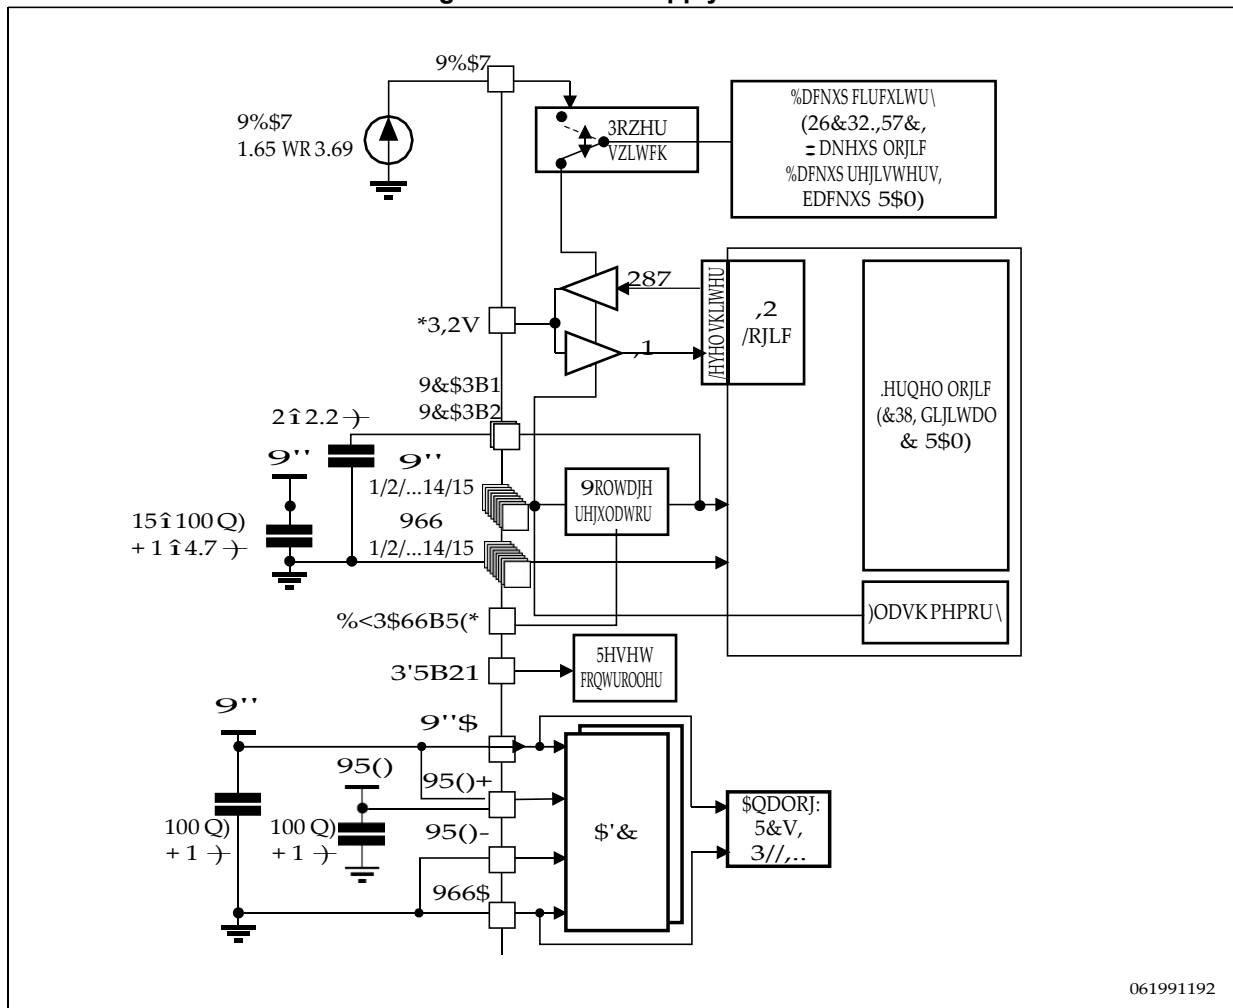 9%$7
9%$7
1.65 WR 3.69
3RZHU
VZLWFK
%DFNXS FLUFXLWU\
(26&32.,57&,
= DNHXS ORJLF
%DFNXS UHJLVWHUV,
EDFNXS 5$0)
287
*3,2V
,1
/HYHO VKLIWHU
,2
/RJLF
.HUQHO ORJLF
(&38, GLJLWDO
& 5$0)
9&$3B1
9&$3B2
2 î 2.2
9''
9''
1/2/...14/15
9ROWDJH
UHJXODWRU
15 î 100 Q)
+ 1 î 4.7
966
1/2/...14/15
)ODVK PHPRU\
%<3$66B5(*
3'5B21
5HVHW
FRQWUROOHU
9''
9''$
95()
95()+
100 Q)
+ 1
100 Q)
+ 1
95()-
$'&
$QDORJ:
5&V,
3//,..
966$
061991192